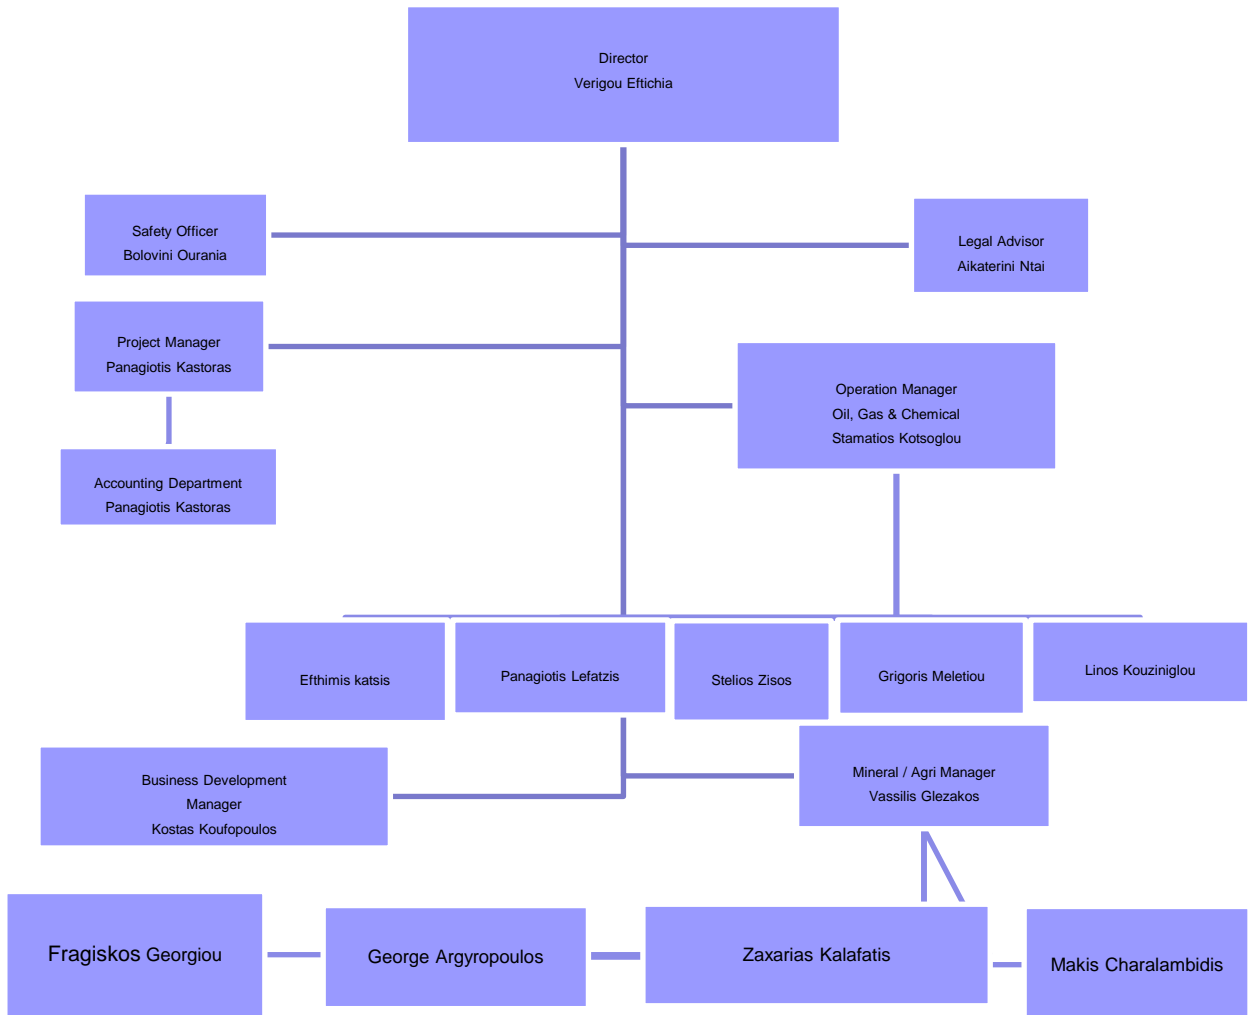 Director
Verigou Eftichia
Safety Officer
Bolovini Ourania
Legal Advisor
Aikaterini Ntai
Project Manager
Panagiotis Kastoras
Operation Manager
Oil, Gas & Chemical
Stamatios Kotsoglou
Accounting Department
Panagiotis Kastoras
Efthimis katsis
Panagiotis Lefatzis
Stelios Zisos
Grigoris Meletiou
Linos Kouziniglou
Business Development
Manager
Kostas Koufopoulos
Mineral / Agri Manager
Vassilis Glezakos
Fragiskos Georgiou
George Argyropoulos
Zaxarias Kalafatis
Makis Charalambidis